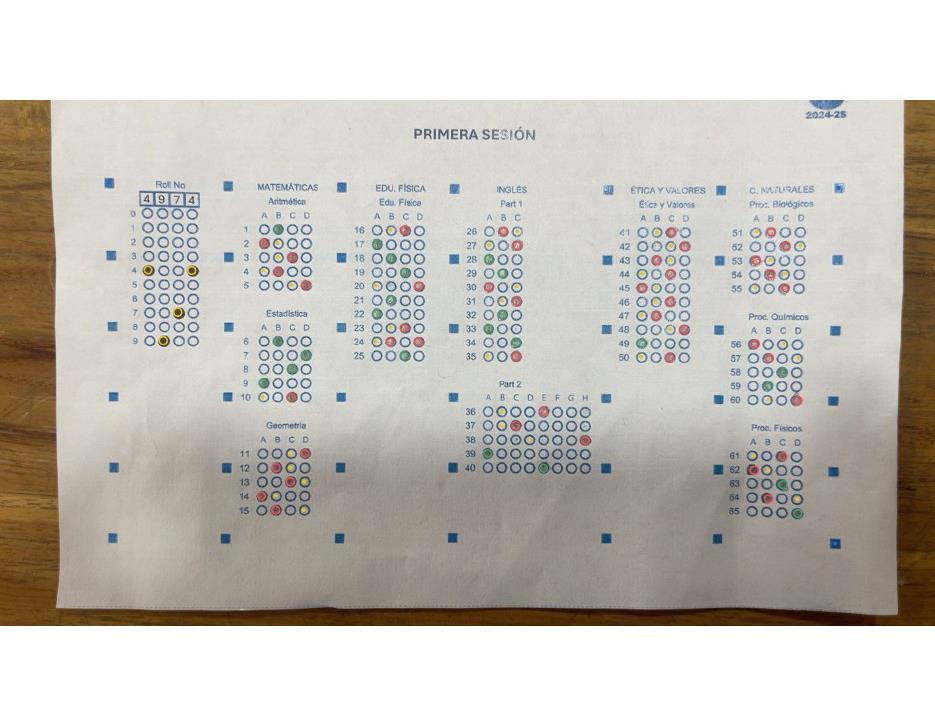 2024-25
PRIMERA SESIÓN
Roll No
4 9 7 4
0
1
2
3
4
5
6
7
8
9
MATEMÁTICAS
Aritmética
A B C D
1
2
3
4
5
Estadística
A B C D
6
7
8
9
10
Geometría
A B C D
11
12
13
14
15
EDU. FÍSICA
Edu. Física
A B C D
16
17
18
19
20
21
22
23
24
25
INGLÉS
Part 1
A B C
26
27
28
29
30
31
32
33
34
35
Part 2
A B C D E F G H
36
37
38
39
40
ÉTICA Y VALORES
Ética y Valores
A B C D
41
42
43
44
45
46
47
48
49
50
C. NATURALES
Proc. Biológicos
A B C D
51
52
53
54
55
Proc. Químicos
A B C D
56
57
58
59
60
Proc. Físicos
A B C D
61
62
63
64
65